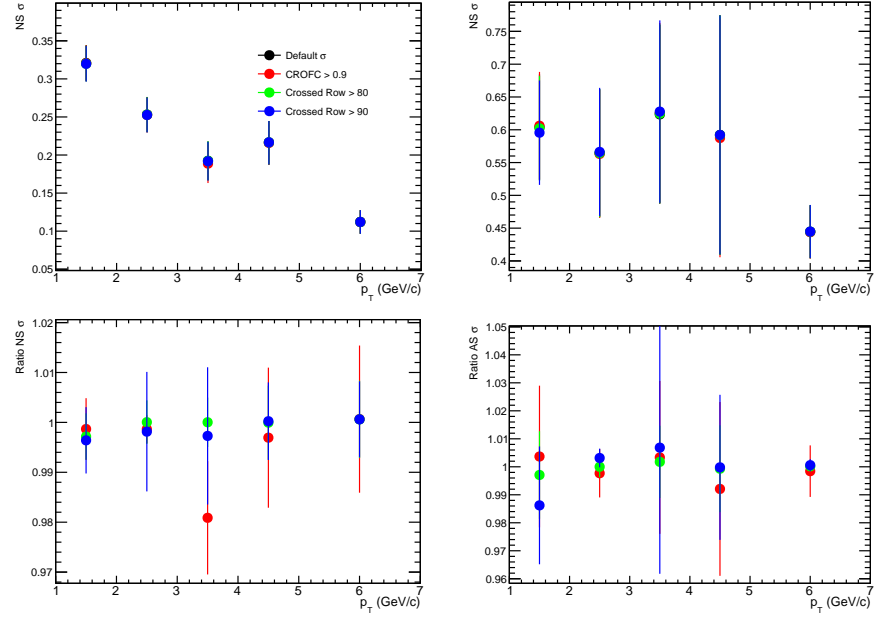 NS σ
0.35
0.3
0.25
0.2
0.15
0.1
0.05
Default σ
CROFC > 0.9
Crossed Row > 80
Crossed Row > 90
1 2 3 4 5 6 7
p_T (GeV/c)
NS σ
0.75
0.7
0.65
0.6
0.55
0.5
0.45
0.4
1 2 3 4 5 6 7
p_T (GeV/c)
Ratio NS σ
1.02
1.01
1
0.99
0.98
0.97
1 2 3 4 5 6 7
p_T (GeV/c)
Ratio AS σ
1.05
1.04
1.03
1.02
1.01
1
0.99
0.98
0.97
0.96
1 2 3 4 5 6 7
p_T (GeV/c)